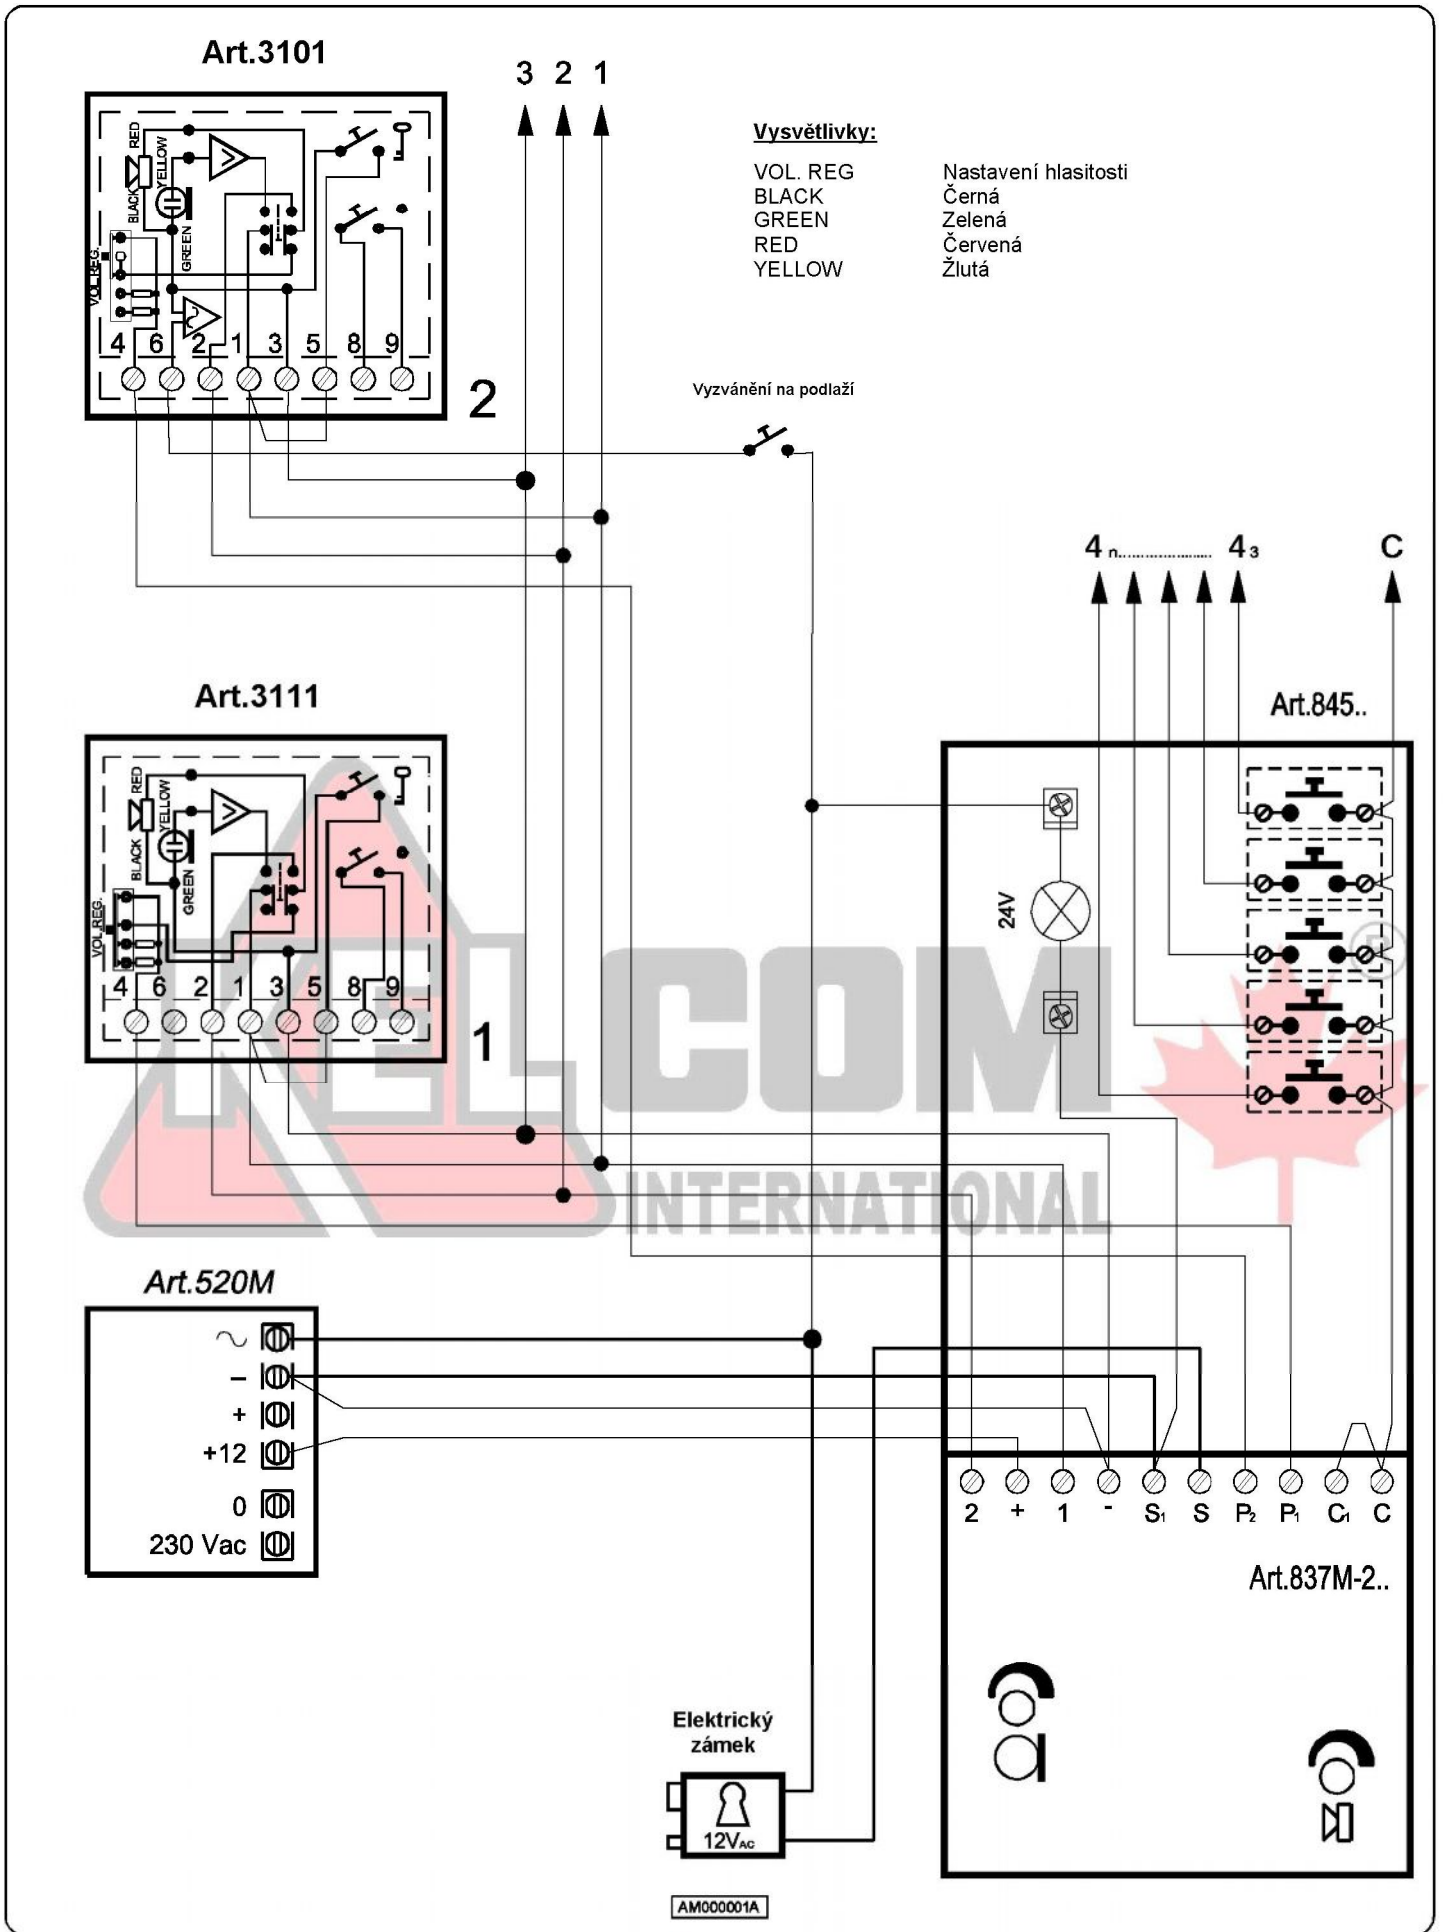 Art.3101
3 2 1
Vysvětlivky:
VOL. REG Nastavení hlasitosti
BLACK Černá
GREEN Zelená
RED Červená
YELLOW Žlutá
RED
BLACK
YELLOW
GREEN
VOL.REG.
4 6 2 1 3 5 8 9
2
Vyzvánění na podlaží
4 n...................... 4 3 C
Art.3111
Art.845..
RED
BLACK
YELLOW
GREEN
VOL.REG.
24V
4 6 2 1 3 5 8 9
1
KELCOM ®
INTERNATIONAL
Art.520M
~
–
+
+12
0
230 Vac
2 + 1 - S1 S P2 P1 C1 C
Art.837M-2..
Elektrický
zámek
12VAC
AM000001A